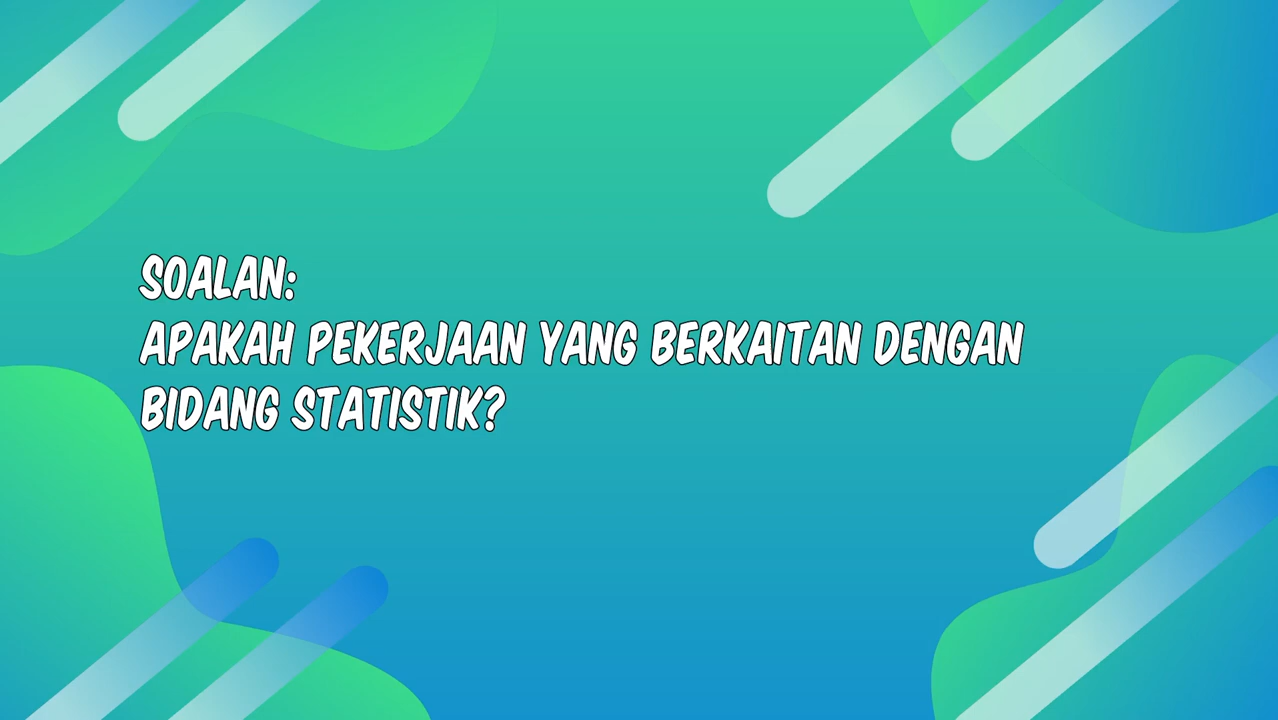 SOALAN:
APAKAH PEKERJAAN YANG BERKAITAN DENGAN
BIDANG STATISTIK?